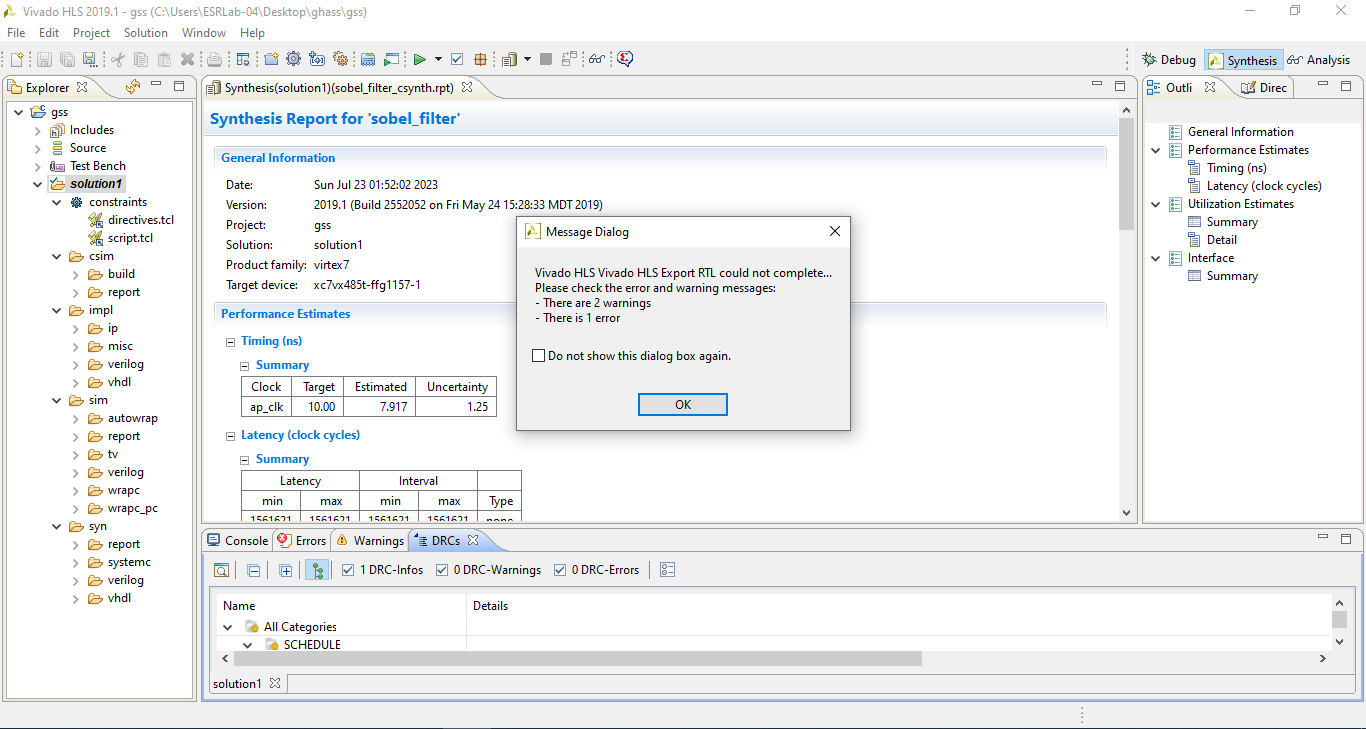 Vivado HLS 2019.1 - gss (C:\Users\ESRLab-04\Desktop\ghass\gss)
File Edit Project Solution Window Help
Debug Synthesis Analysis
Explorer
gss
Includes
Source
Test Bench
solution1
constraints
directives.tcl
script.tcl
csim
build
report
impl
ip
misc
verilog
vhdl
sim
autowrap
report
tv
verilog
wrapc
wrapc_pc
syn
report
systemc
verilog
vhdl
Synthesis(solution1)(sobel_filter_csynth.rpt)
Synthesis Report for 'sobel_filter'
General Information
Date: Sun Jul 23 01:52:02 2023
Version: 2019.1 (Build 2552052 on Fri May 24 15:28:33 MDT 2019)
Project: gss
Solution: solution1
Product family: virtex7
Target device: xc7vx485t-ffg1157-1
Performance Estimates
Timing (ns)
Summary
Clock Target Estimated Uncertainty
ap_clk 10.00 7.917 1.25
Latency (clock cycles)
Summary
Latency Interval
min max min max Type
1561621 1561621 1561621 1561621 none
Message Dialog
Vivado HLS Vivado HLS Export RTL could not complete...
Please check the error and warning messages:
- There are 2 warnings
- There is 1 error
Do not show this dialog box again.
OK
Outli Direc
General Information
Performance Estimates
Timing (ns)
Latency (clock cycles)
Utilization Estimates
Summary
Detail
Interface
Summary
Console Errors Warnings DRCs
1 DRC-Infos 0 DRC-Warnings 0 DRC-Errors
Name Details
All Categories
SCHEDULE
solution1